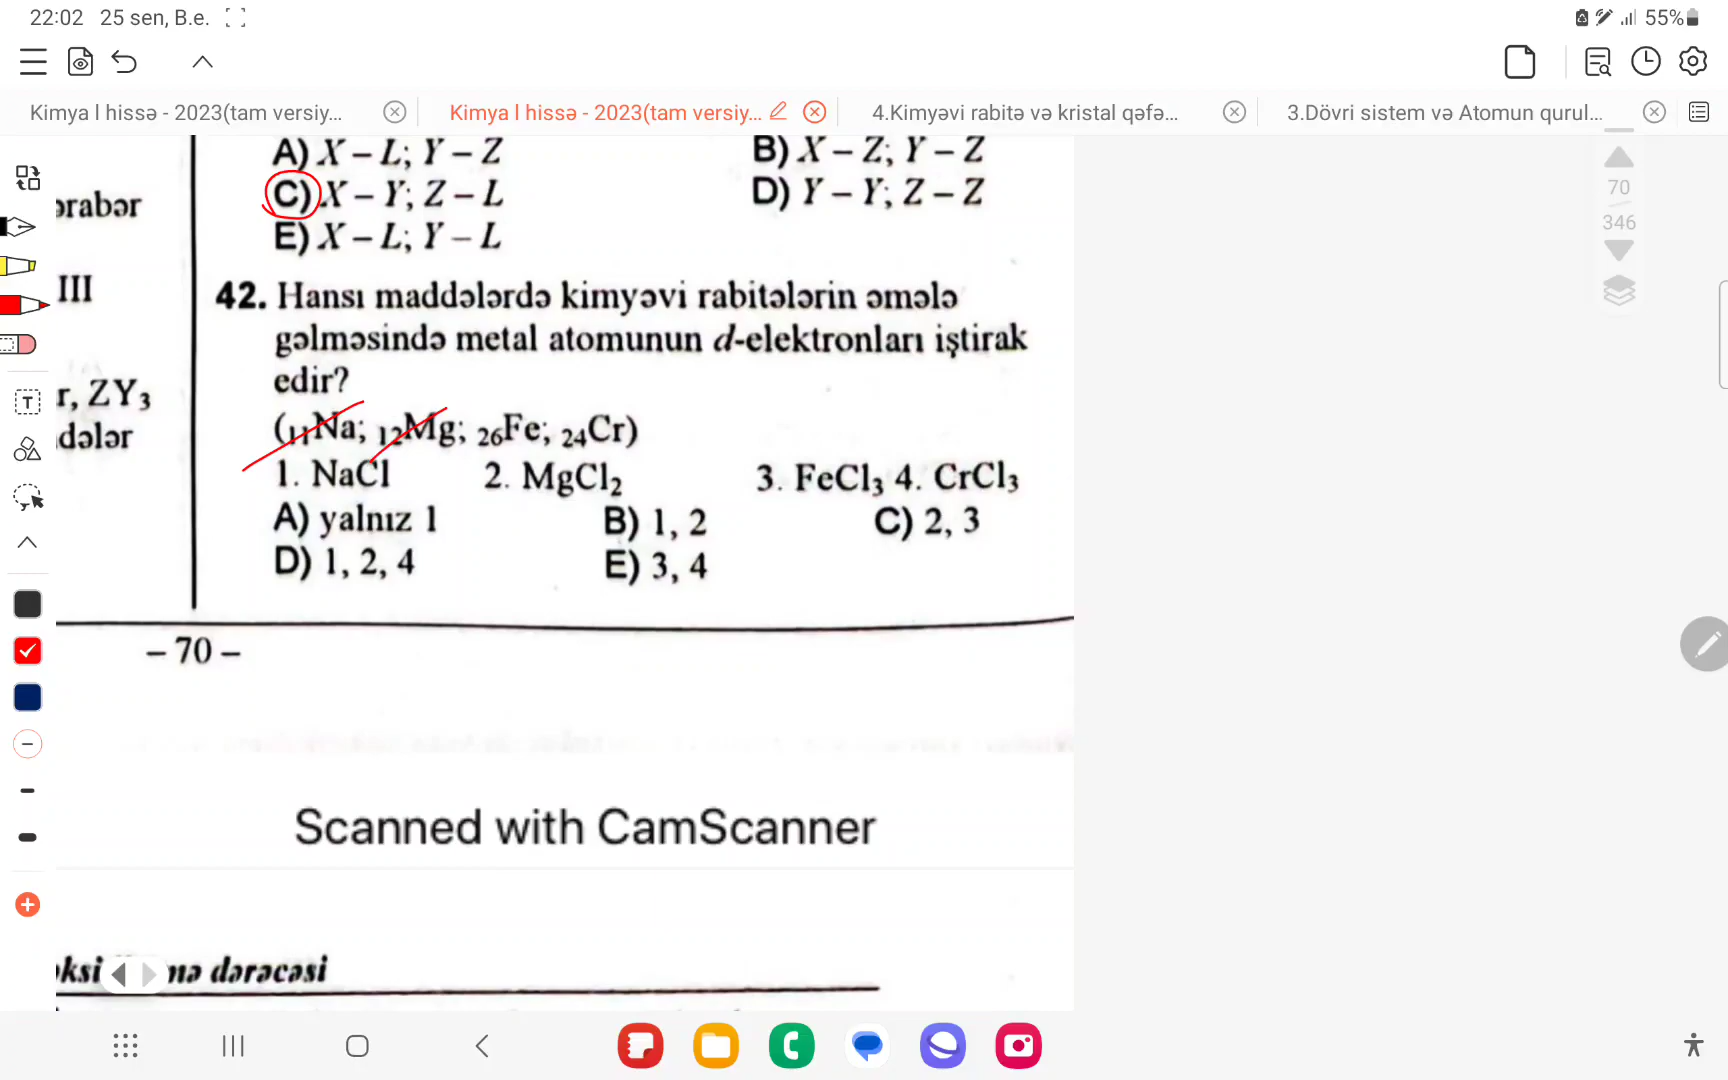 22:02 25 sen, B.e. 55%
Kimya I hissə - 2023(tam versiy... Kimya I hissə - 2023(tam versiy... 4.Kimyəvi rabitə və kristal qəfə... 3.Dövri sistem və Atomun qurul...
70
346
ərabər
III
r, ZY₃
dələr
A) X – L; Y – Z B) X – Z; Y – Z
C) X – Y; Z – L D) Y – Y; Z – Z
E) X – L; Y – L
42. Hansı maddələrdə kimyəvi rabitələrin əmələ
gəlməsində metal atomunun d-elektronları iştirak
edir?
(₁₁Na; ₁₂Mg; ₂₆Fe; ₂₄Cr)
1. NaCl 2. MgCl₂ 3. FeCl₃ 4. CrCl₃
A) yalnız 1 B) 1, 2 C) 2, 3
D) 1, 2, 4 E) 3, 4
– 70 –
Scanned with CamScanner
dərəcəsi